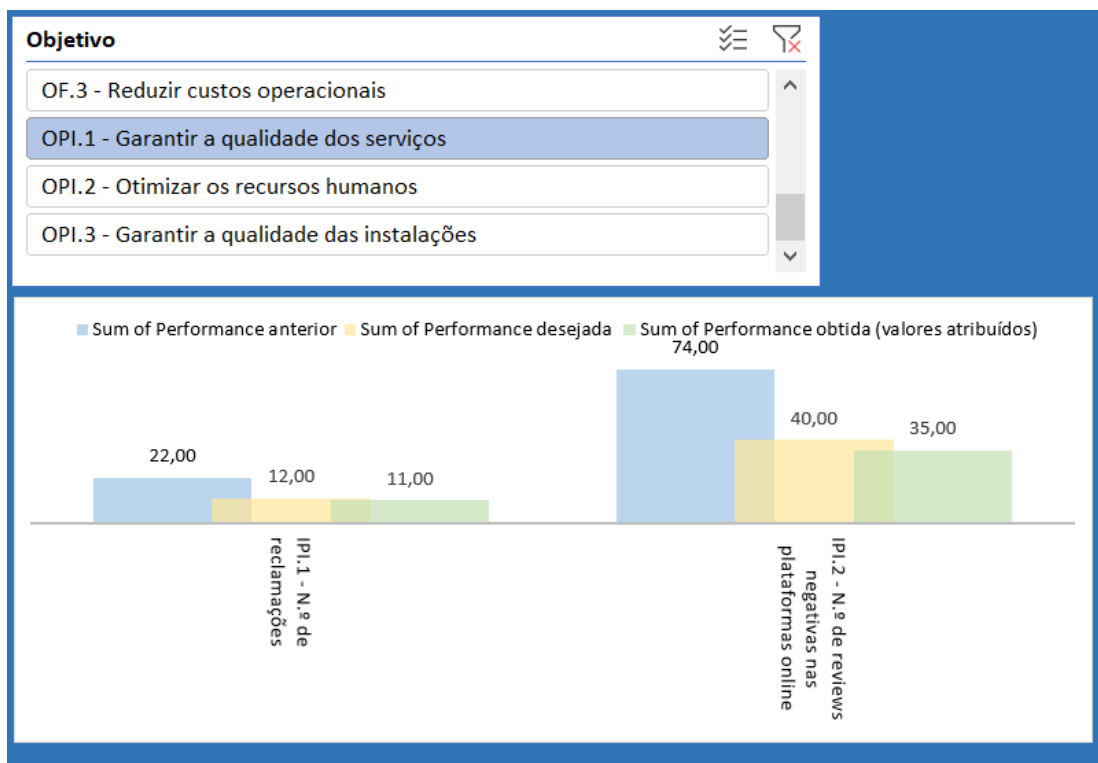 Objetivo
OF.3 - Reduzir custos operacionais
OPI.1 - Garantir a qualidade dos serviços
OPI.2 - Otimizar os recursos humanos
OPI.3 - Garantir a qualidade das instalações
Sum of Performance anterior Sum of Performance desejada Sum of Performance obtida (valores atribuídos)
22,00
12,00
11,00
74,00
40,00
35,00
IPI.1 - N.º de
reclamações
IPI.2 - N.º de reviews
negativas nas
plataformas online